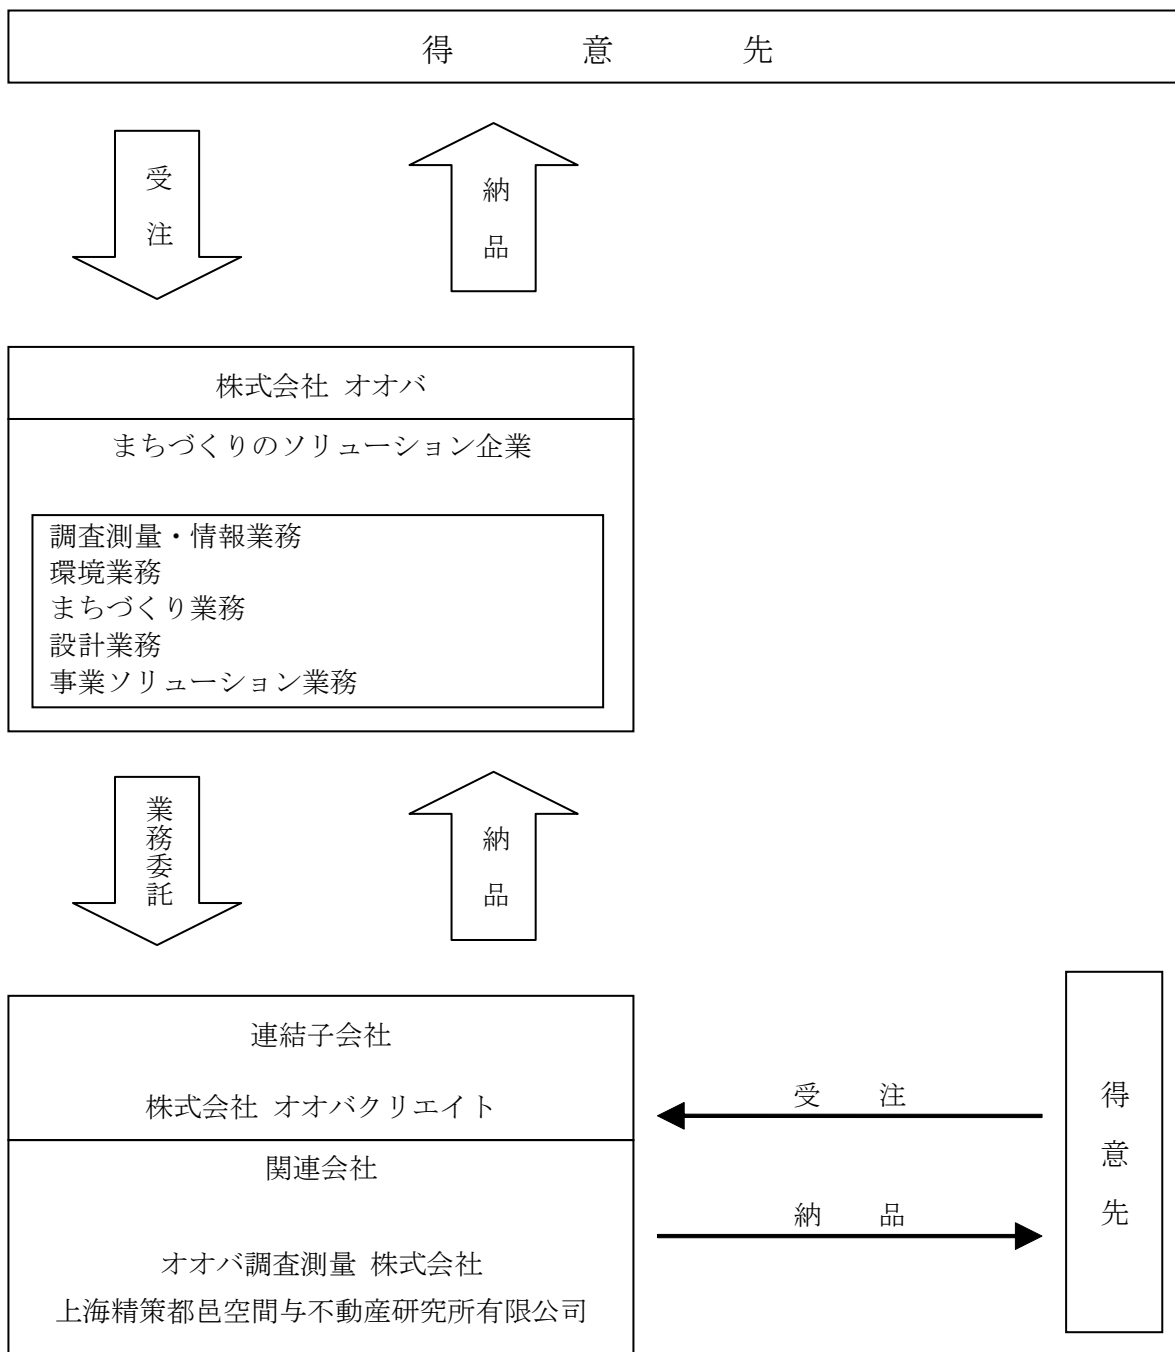 得意先
受注
納品
株式会社 オオバ
まちづくりのソリューション企業
調査測量・情報業務
環境業務
まちづくり業務
設計業務
事業ソリューション業務
業務委託
納品
連結子会社
株式会社 オオバクリエイト
関連会社
オオバ調査測量 株式会社
上海精策都邑空間与不動産研究所有限公司
受注
納品
得意先